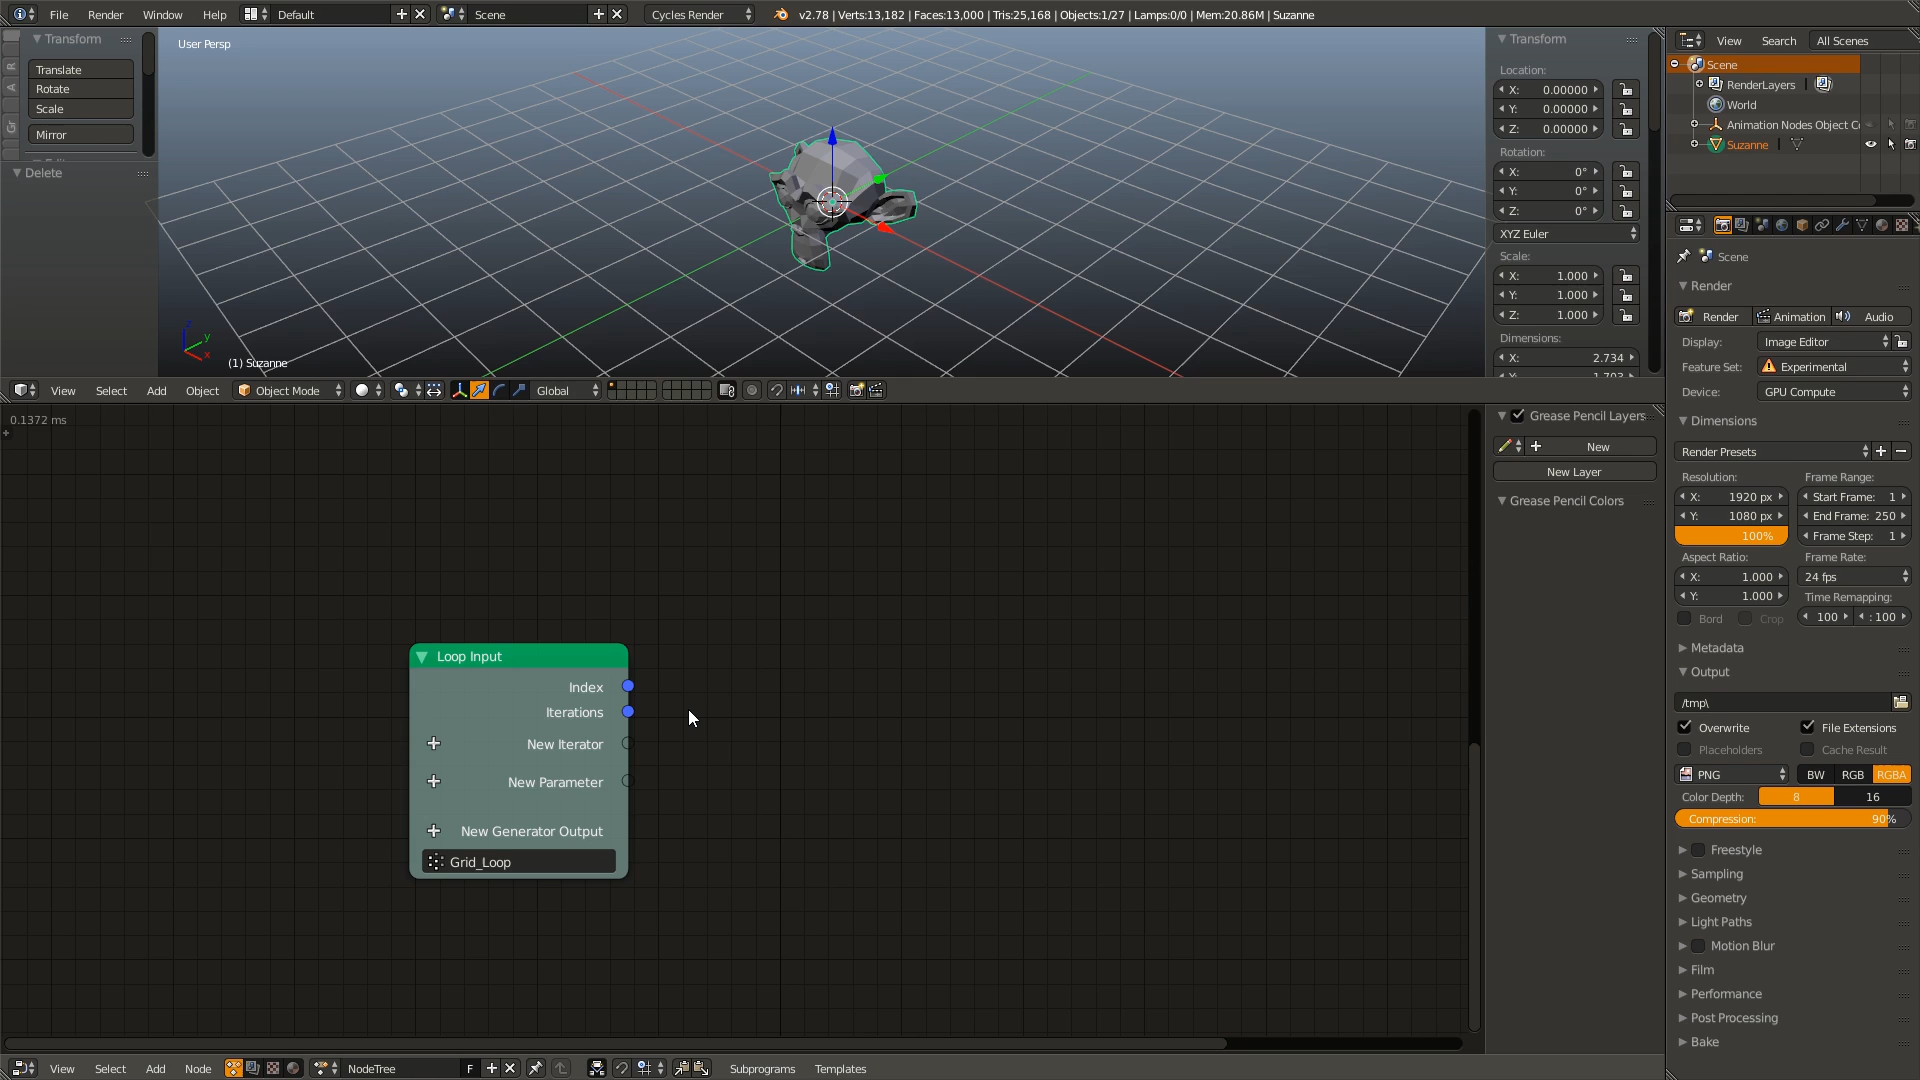 File Render Window Help Default Scene Cycles Render v2.78 | Verts:13,182 | Faces:13,000 | Tris:25,168 | Objects:1/27 | Lamps:0/0 | Mem:20.86M | Suzanne
Transform
Translate
Rotate
Scale
Mirror
Delete
User Persp
(1) Suzanne
Transform
Location:
X: 0.00000
Y: 0.00000
Z: 0.00000
Rotation:
X: 0°
Y: 0°
Z: 0°
XYZ Euler
Scale:
X: 1.000
Y: 1.000
Z: 1.000
Dimensions:
X: 2.734
View Search All Scenes
Scene
RenderLayers
World
Animation Nodes Object Co
Suzanne
View Select Add Object Object Mode Global
0.1372 ms
Loop Input
Index
Iterations
New Iterator
New Parameter
New Generator Output
Grid_Loop
Grease Pencil Layers
New
New Layer
Grease Pencil Colors
Scene
Render
Render Animation Audio
Display: Image Editor
Feature Set: Experimental
Device: GPU Compute
Dimensions
Render Presets
Resolution: Frame Range:
X: 1920 px Start Frame: 1
Y: 1080 px End Frame: 250
100% Frame Step: 1
Aspect Ratio: Frame Rate:
X: 1.000 24 fps
Y: 1.000 Time Remapping:
Bord Crop 100 : 100
Metadata
Output
/tmp\
Overwrite File Extensions
Placeholders Cache Result
PNG BW RGB RGBA
Color Depth: 8 16
Compression: 90%
Freestyle
Sampling
Geometry
Light Paths
Motion Blur
Film
Performance
Post Processing
Bake
View Select Add Node NodeTree F Subprograms Templates